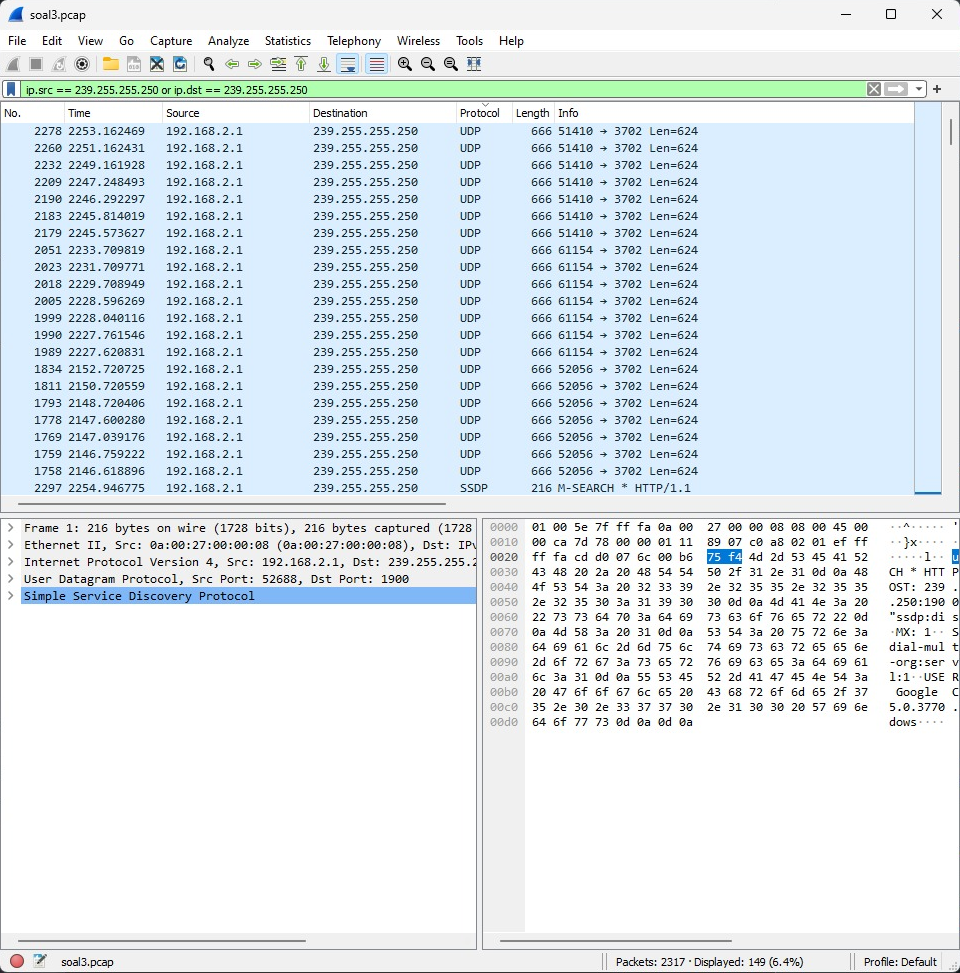 soal3.pcap
File Edit View Go Capture Analyze Statistics Telephony Wireless Tools Help
ip.src == 239.255.255.250 or ip.dst == 239.255.255.250
No. Time Source Destination Protocol Length Info
2278 2253.162469 192.168.2.1 239.255.255.250 UDP 666 51410 → 3702 Len=624
2260 2251.162431 192.168.2.1 239.255.255.250 UDP 666 51410 → 3702 Len=624
2232 2249.161928 192.168.2.1 239.255.255.250 UDP 666 51410 → 3702 Len=624
2209 2247.248493 192.168.2.1 239.255.255.250 UDP 666 51410 → 3702 Len=624
2190 2246.292297 192.168.2.1 239.255.255.250 UDP 666 51410 → 3702 Len=624
2183 2245.814019 192.168.2.1 239.255.255.250 UDP 666 51410 → 3702 Len=624
2179 2245.573627 192.168.2.1 239.255.255.250 UDP 666 51410 → 3702 Len=624
2051 2233.709819 192.168.2.1 239.255.255.250 UDP 666 61154 → 3702 Len=624
2023 2231.709771 192.168.2.1 239.255.255.250 UDP 666 61154 → 3702 Len=624
2018 2229.708949 192.168.2.1 239.255.255.250 UDP 666 61154 → 3702 Len=624
2005 2228.596269 192.168.2.1 239.255.255.250 UDP 666 61154 → 3702 Len=624
1999 2228.040116 192.168.2.1 239.255.255.250 UDP 666 61154 → 3702 Len=624
1990 2227.761546 192.168.2.1 239.255.255.250 UDP 666 61154 → 3702 Len=624
1989 2227.620831 192.168.2.1 239.255.255.250 UDP 666 61154 → 3702 Len=624
1834 2152.720725 192.168.2.1 239.255.255.250 UDP 666 52056 → 3702 Len=624
1811 2150.720559 192.168.2.1 239.255.255.250 UDP 666 52056 → 3702 Len=624
1793 2148.720406 192.168.2.1 239.255.255.250 UDP 666 52056 → 3702 Len=624
1778 2147.600280 192.168.2.1 239.255.255.250 UDP 666 52056 → 3702 Len=624
1769 2147.039176 192.168.2.1 239.255.255.250 UDP 666 52056 → 3702 Len=624
1759 2146.759222 192.168.2.1 239.255.255.250 UDP 666 52056 → 3702 Len=624
1758 2146.618896 192.168.2.1 239.255.255.250 UDP 666 52056 → 3702 Len=624
2297 2254.946775 192.168.2.1 239.255.255.250 SSDP 216 M-SEARCH * HTTP/1.1
Frame 1: 216 bytes on wire (1728 bits), 216 bytes captured (1728
Ethernet II, Src: 0a:00:27:00:00:08 (0a:00:27:00:00:08), Dst: IPv
Internet Protocol Version 4, Src: 192.168.2.1, Dst: 239.255.255.2
User Datagram Protocol, Src Port: 52688, Dst Port: 1900
Simple Service Discovery Protocol
0000 01 00 5e 7f ff fa 0a 00 27 00 00 08 08 00 45 00 ··^····· '
0010 00 ca 7d 78 00 00 01 11 89 07 c0 a8 02 01 ef ff ··}x···· ·
0020 ff fa cd d0 07 6c 00 b6 75 f4 4d 2d 53 45 41 52 ·····l·· u
0030 43 48 20 2a 20 48 54 54 50 2f 31 2e 31 0d 0a 48 CH * HTT P
0040 4f 53 54 3a 20 32 33 39 2e 32 35 35 2e 32 35 35 OST: 239 .
0050 2e 32 35 30 3a 31 39 30 30 0d 0a 4d 41 4e 3a 20 .250:190 0
0060 22 73 73 64 70 3a 64 69 73 63 6f 76 65 72 22 0d "ssdp:di s
0070 0a 4d 58 3a 20 31 0d 0a 53 54 3a 20 75 72 6e 3a ·MX: 1·· S
0080 64 69 61 6c 2d 6d 75 6c 74 69 73 63 72 65 65 6e dial-mul t
0090 2d 6f 72 67 3a 73 65 72 76 69 63 65 3a 64 69 61 -org:ser v
00a0 6c 3a 31 0d 0a 55 53 45 52 2d 41 47 45 4e 54 3a l:1··USE R
00b0 20 47 6f 6f 67 6c 65 20 43 68 72 6f 6d 65 2f 37 Google C
00c0 35 2e 30 2e 33 37 37 30 2e 31 30 30 20 57 69 6e 5.0.3770 .
00d0 64 6f 77 73 0d 0a 0d 0a dows····
soal3.pcap Packets: 2317 · Displayed: 149 (6.4%) Profile: Default